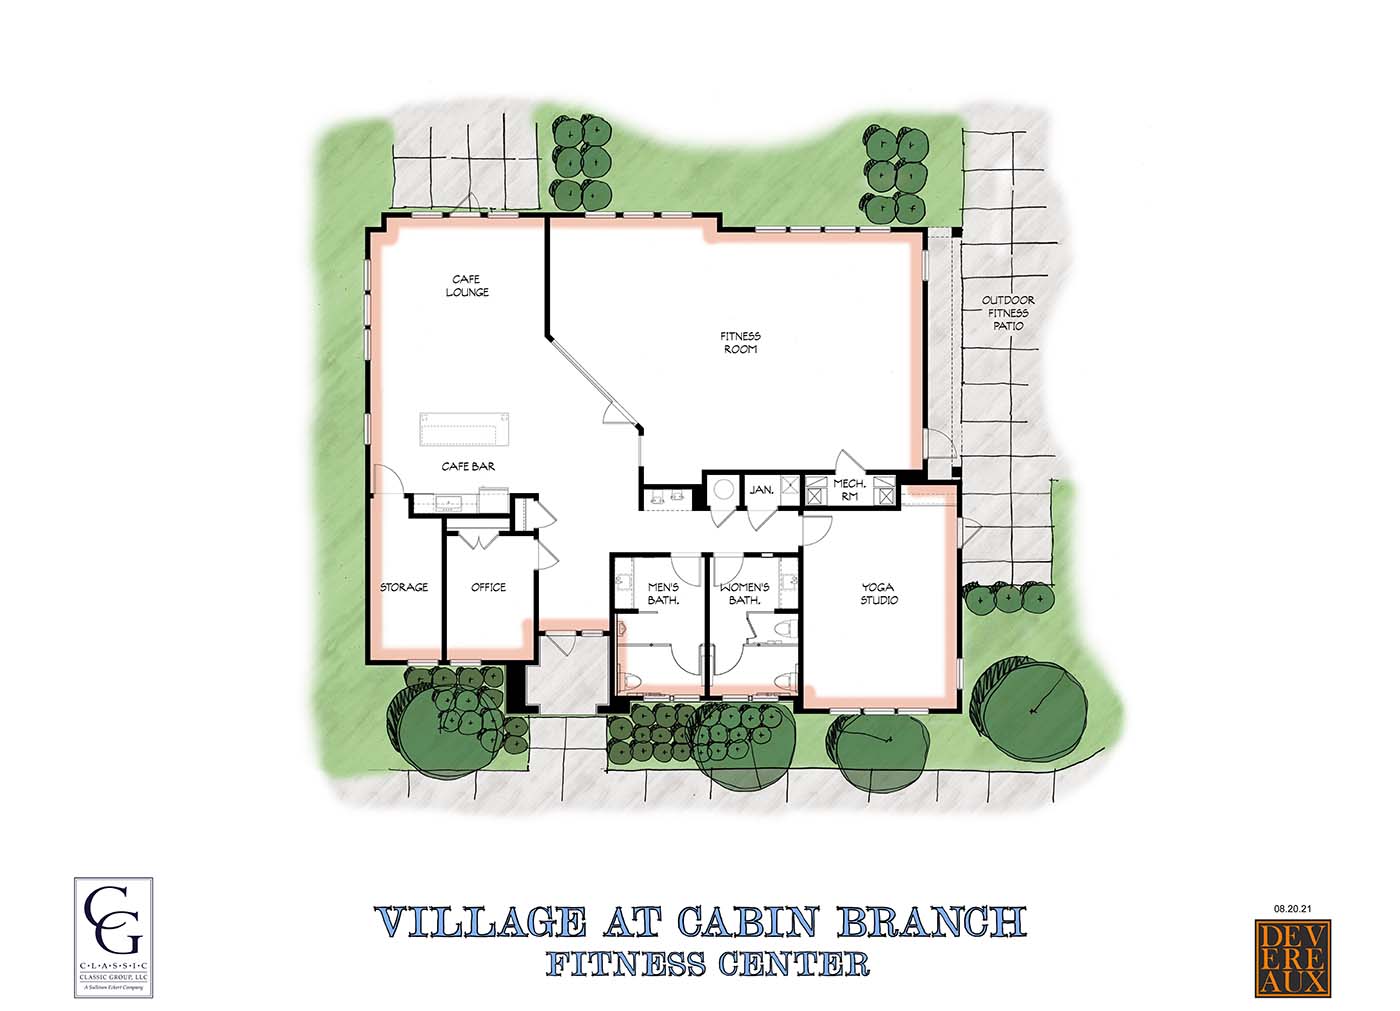 CAFE
LOUNGE
FITNESS
ROOM
OUTDOOR
FITNESS
PATIO
CAFE BAR
JAN.
MECH.
RM
STORAGE
OFFICE
MEN'S
BATH.
WOMEN'S
BATH.
YOGA
STUDIO
CG
C•L•A•S•S•I•C
CLASSIC GROUP, LLC
A Sullivan Eckert Company
VILLAGE AT CABIN BRANCH
FITNESS CENTER
08.20.21
DEV
ERE
AUX